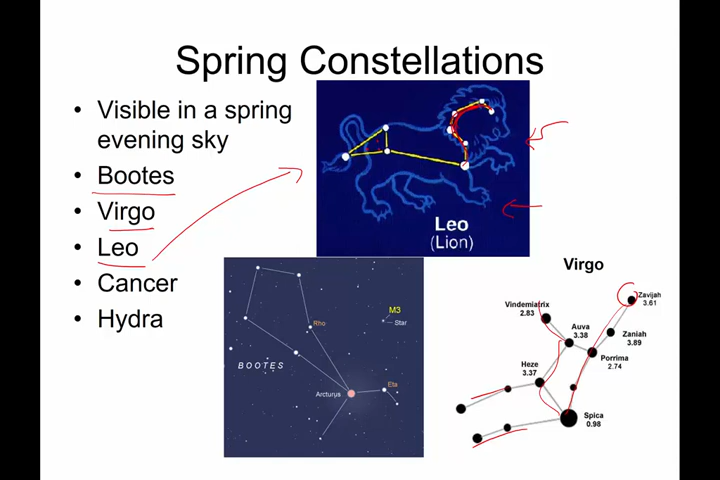 Spring Constellations
• Visible in a spring
evening sky
• Bootes
• Virgo
• Leo
• Cancer
• Hydra
Leo
(Lion)
M3
Star
Rho
BOOTES
Arcturus
Eta
Virgo
Zavijah
3.61
Vindemiatrix
2.83
Auva
3.38
Zaniah
3.89
Porrima
2.74
Heze
3.37
Spica
0.98